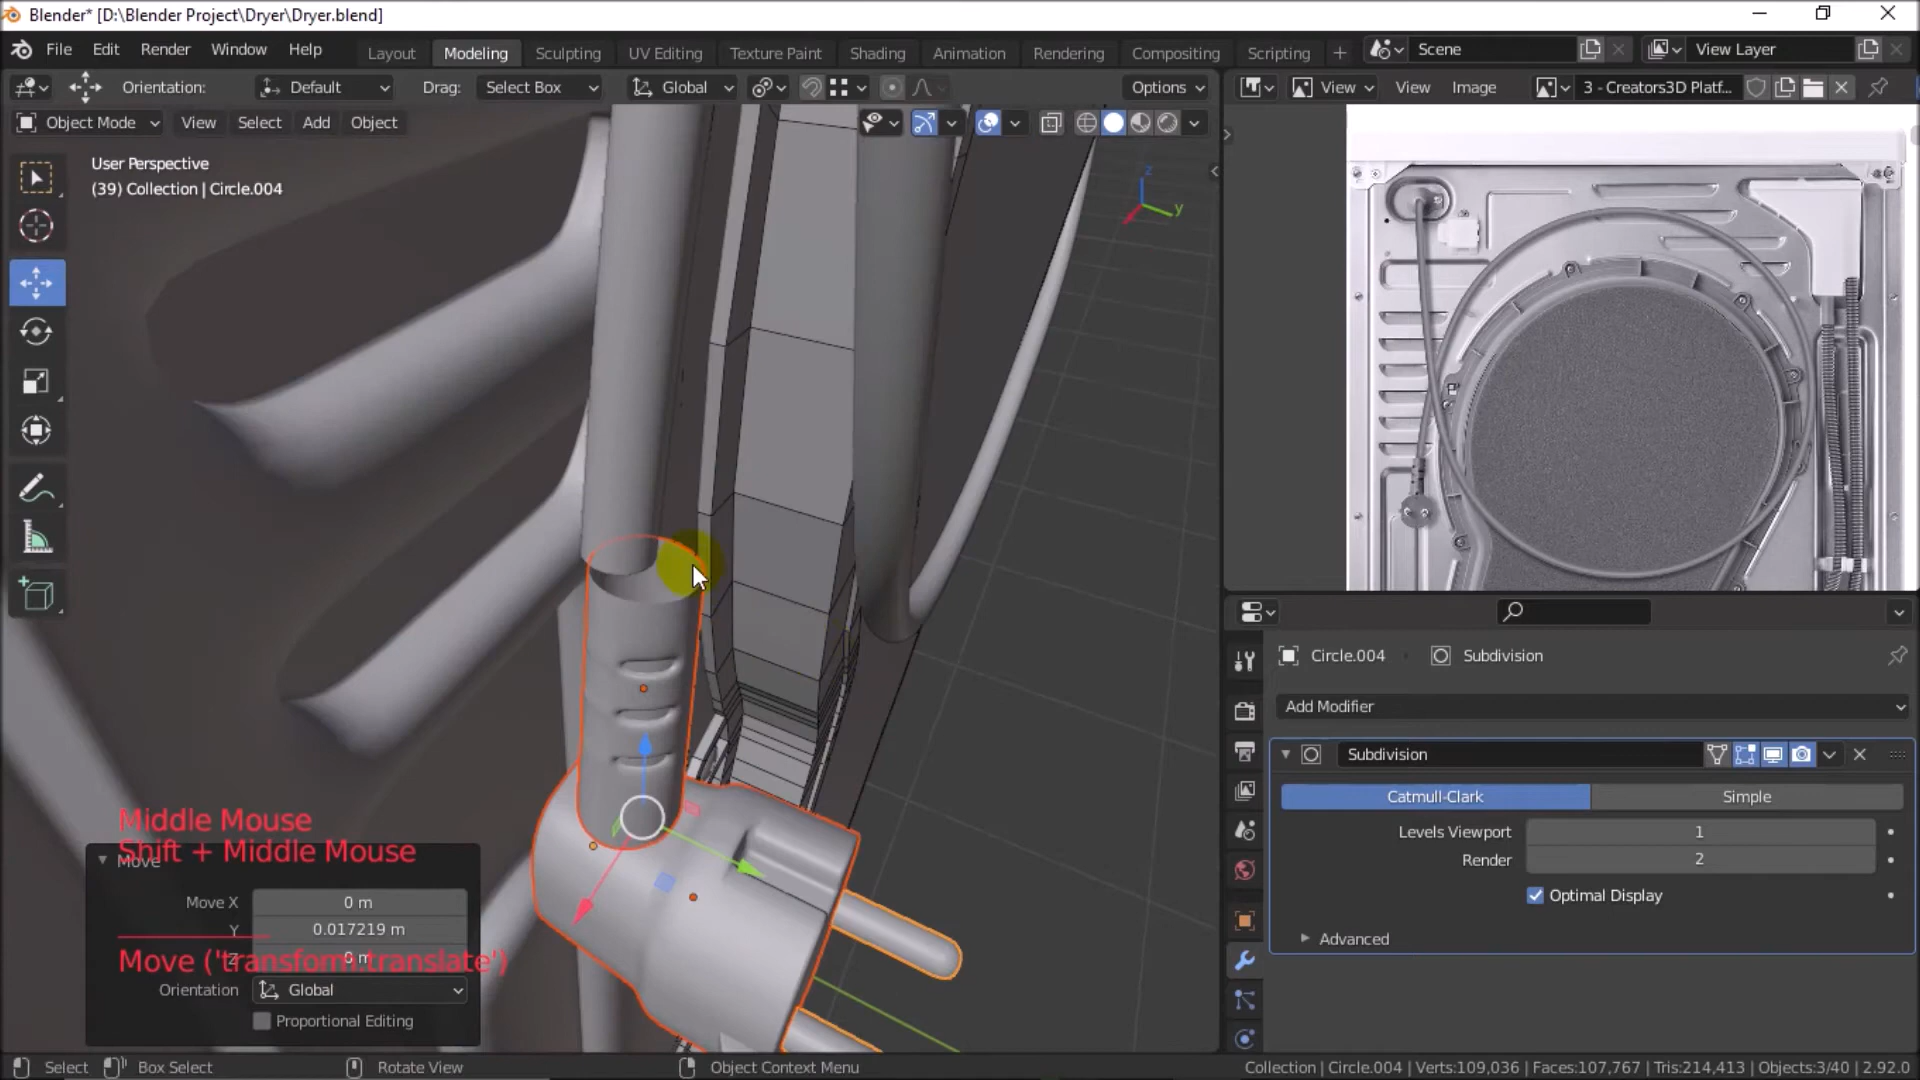 Blender* [D:\Blender Project\Dryer\Dryer.blend]
File Edit Render Window Help
Layout Modeling Sculpting UV Editing Texture Paint Shading Animation Rendering Compositing Scripting + Scene View Layer
Orientation: Default Drag: Select Box Global Options
View View Image 3 - Creators3D Platf...
Object Mode View Select Add Object
User Perspective
(39) Collection | Circle.004
z
y
Circle.004 Subdivision
Add Modifier
Subdivision
Catmull-Clark Simple
Levels Viewport 1
Render 2
Optimal Display
Advanced
Middle Mouse
Shift + Middle Mouse
Move
Move X 0 m
Y 0.017219 m
Z 0 m
Move ('transform.translate')
Orientation Global
Proportional Editing
Select Box Select Rotate View Object Context Menu
Collection | Circle.004 | Verts:109,036 | Faces:107,767 | Tris:214,413 | Objects:3/40 | 2.92.0